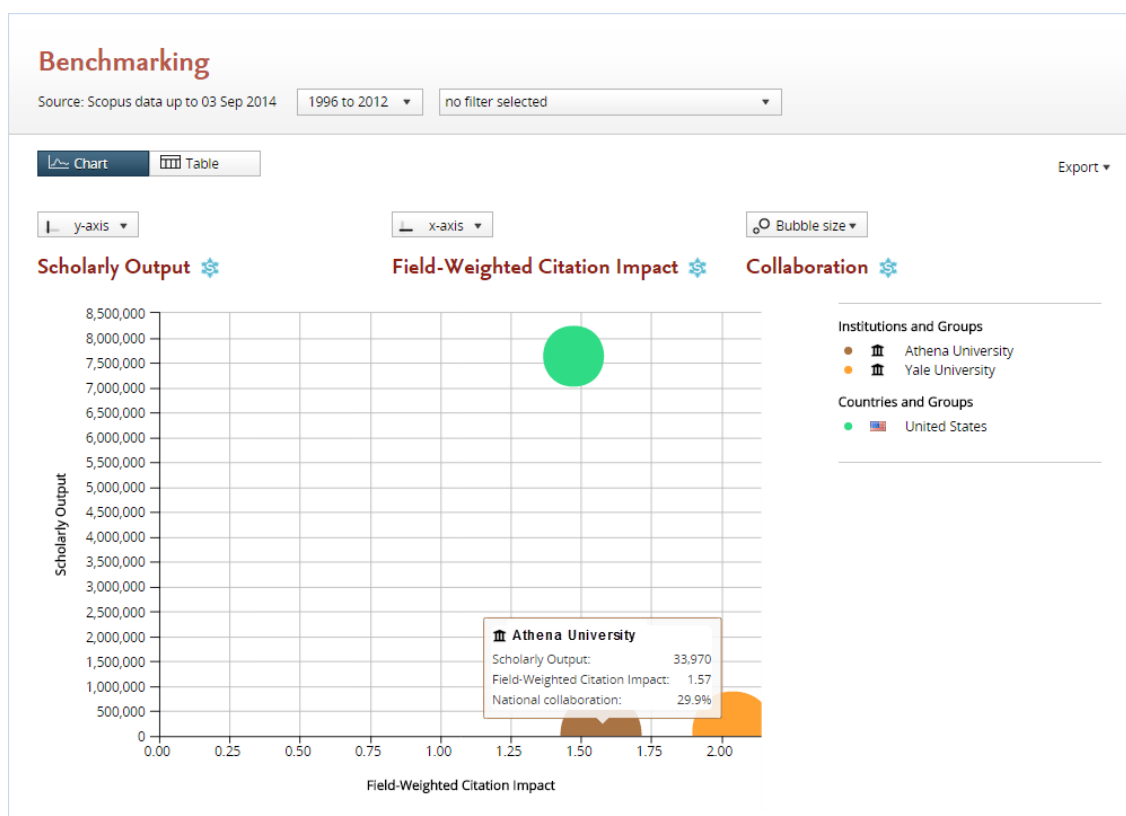 Benchmarking
Source: Scopus data up to 03 Sep 2014 1996 to 2012 no filter selected
Chart Table
Export
y-axis x-axis Bubble size
Scholarly Output Field-Weighted Citation Impact Collaboration
8,500,000
8,000,000
7,500,000
7,000,000
6,500,000
6,000,000
5,500,000
5,000,000
4,500,000
4,000,000
3,500,000
3,000,000
2,500,000
2,000,000
1,500,000
1,000,000
500,000
0
Scholarly Output
0.00 0.25 0.50 0.75 1.00 1.25 1.50 1.75 2.00
Field-Weighted Citation Impact
Athena University
Scholarly Output: 33,970
Field-Weighted Citation Impact: 1.57
National collaboration: 29.9%
Institutions and Groups
Athena University
Yale University
Countries and Groups
United States